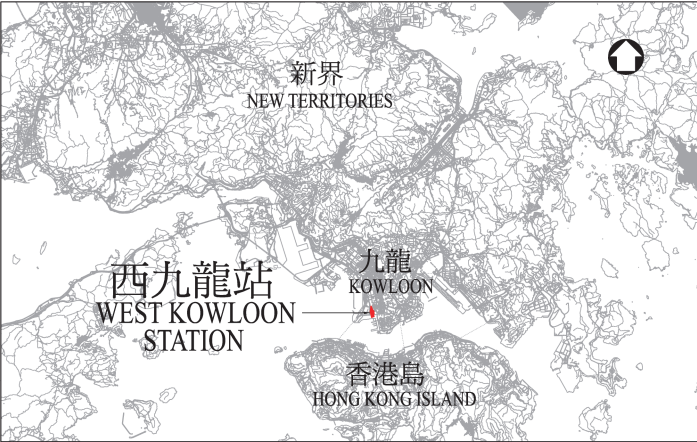 新界
NEW TERRITORIES
九龍
KOWLOON
西九龍站
WEST KOWLOON
STATION
香港島
HONG KONG ISLAND